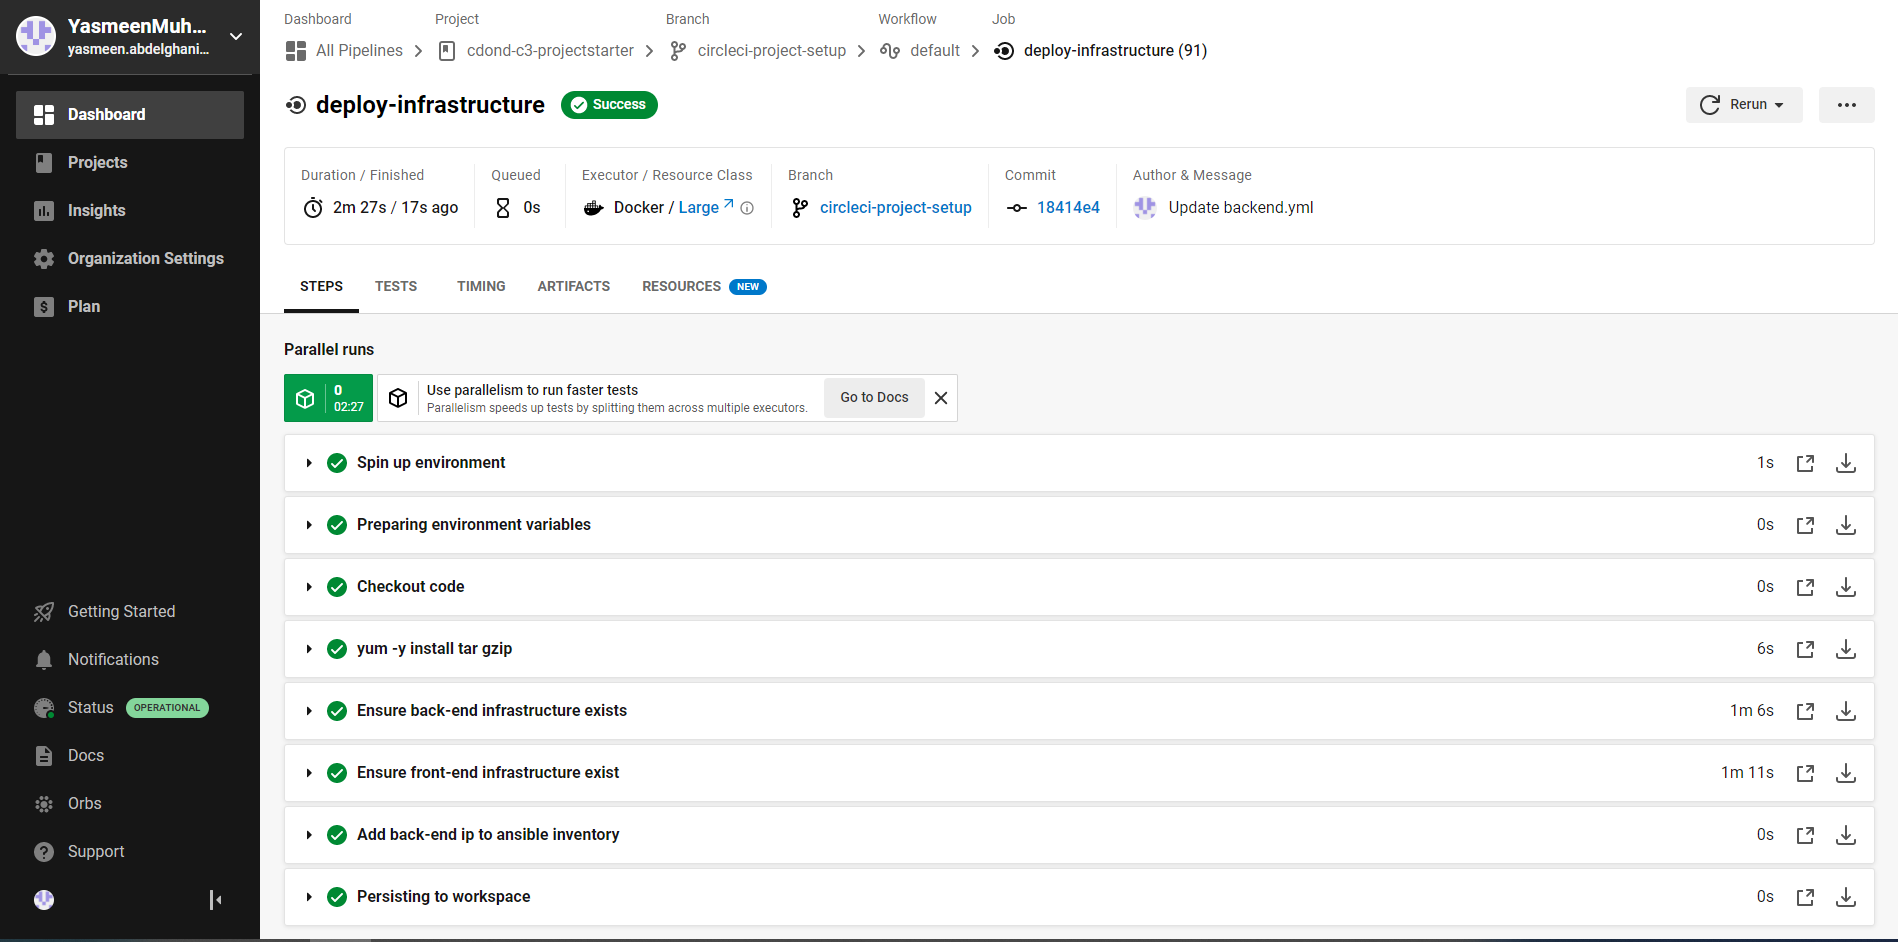 YasmeenMuh...
yasmeen.abdelghani...
Dashboard
Projects
Insights
Organization Settings
Plan
Getting Started
Notifications
Status OPERATIONAL
Docs
Orbs
Support
Dashboard Project Branch Workflow Job
All Pipelines cdond-c3-projectstarter circleci-project-setup default deploy-infrastructure (91)
deploy-infrastructure Success
Rerun
Duration / Finished Queued Executor / Resource Class Branch Commit Author & Message
2m 27s / 17s ago 0s Docker / Large circleci-project-setup 18414e4 Update backend.yml
STEPS TESTS TIMING ARTIFACTS RESOURCES NEW
Parallel runs
0
02:27
Use parallelism to run faster tests
Parallelism speeds up tests by splitting them across multiple executors.
Go to Docs
Spin up environment 1s
Preparing environment variables 0s
Checkout code 0s
yum -y install tar gzip 6s
Ensure back-end infrastructure exists 1m 6s
Ensure front-end infrastructure exist 1m 11s
Add back-end ip to ansible inventory 0s
Persisting to workspace 0s